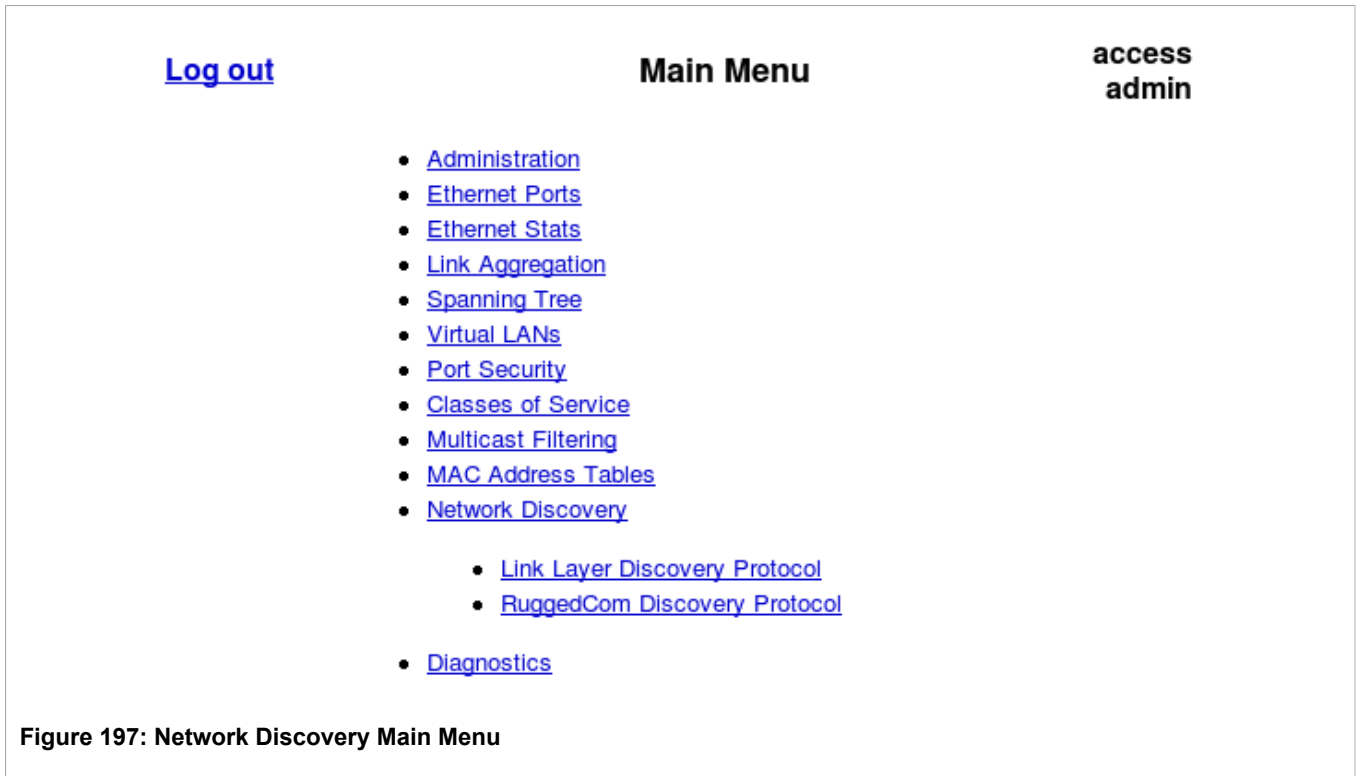 Log out
Main Menu
access
admin
Administration
Ethernet Ports
Ethernet Stats
Link Aggregation
Spanning Tree
Virtual LANs
Port Security
Classes of Service
Multicast Filtering
MAC Address Tables
Network Discovery
Link Layer Discovery Protocol
RuggedCom Discovery Protocol
Diagnostics
Figure 197: Network Discovery Main Menu